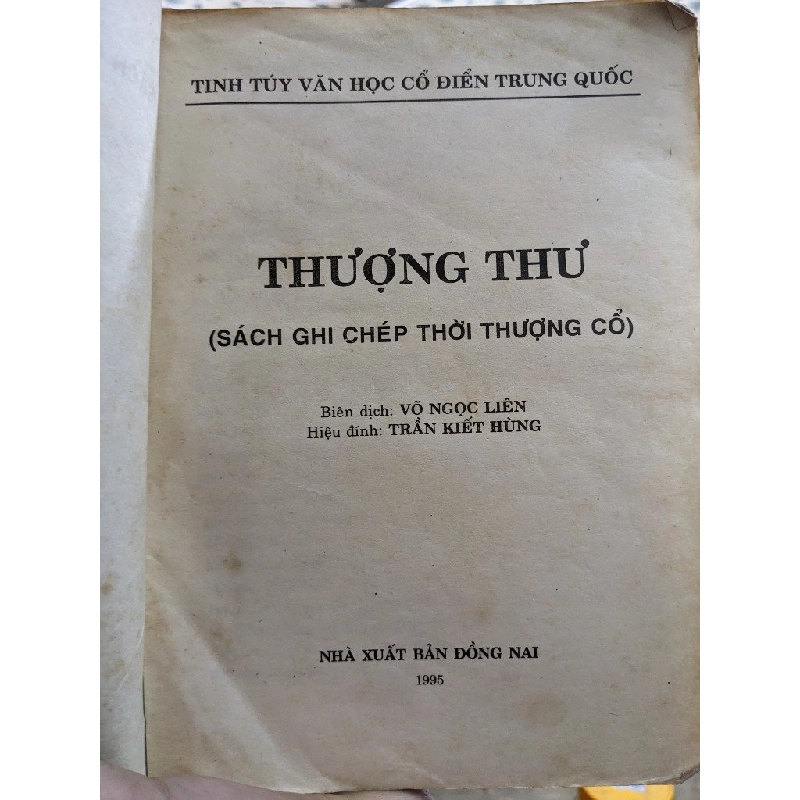 TINH TÚY VĂN HỌC CỔ ĐIỂN TRUNG QUỐC
THƯỢNG THƯ
(SÁCH GHI CHÉP THỜI THƯỢNG CỔ)
Biên dịch: VÕ NGỌC LIÊN
Hiệu đính: TRẦN KIẾT HÙNG
NHÀ XUẤT BẢN ĐỒNG NAI
1995